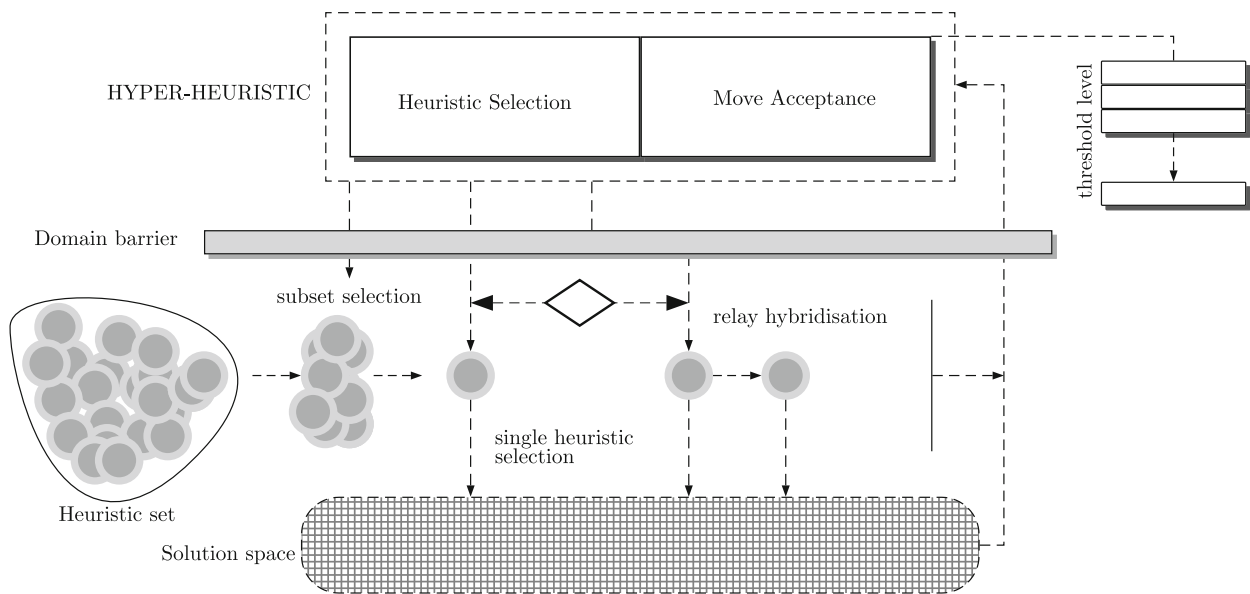 HYPER-HEURISTIC
Heuristic Selection
Move Acceptance
threshold level
Domain barrier
subset selection
relay hybridisation
single heuristic
selection
Heuristic set
Solution space